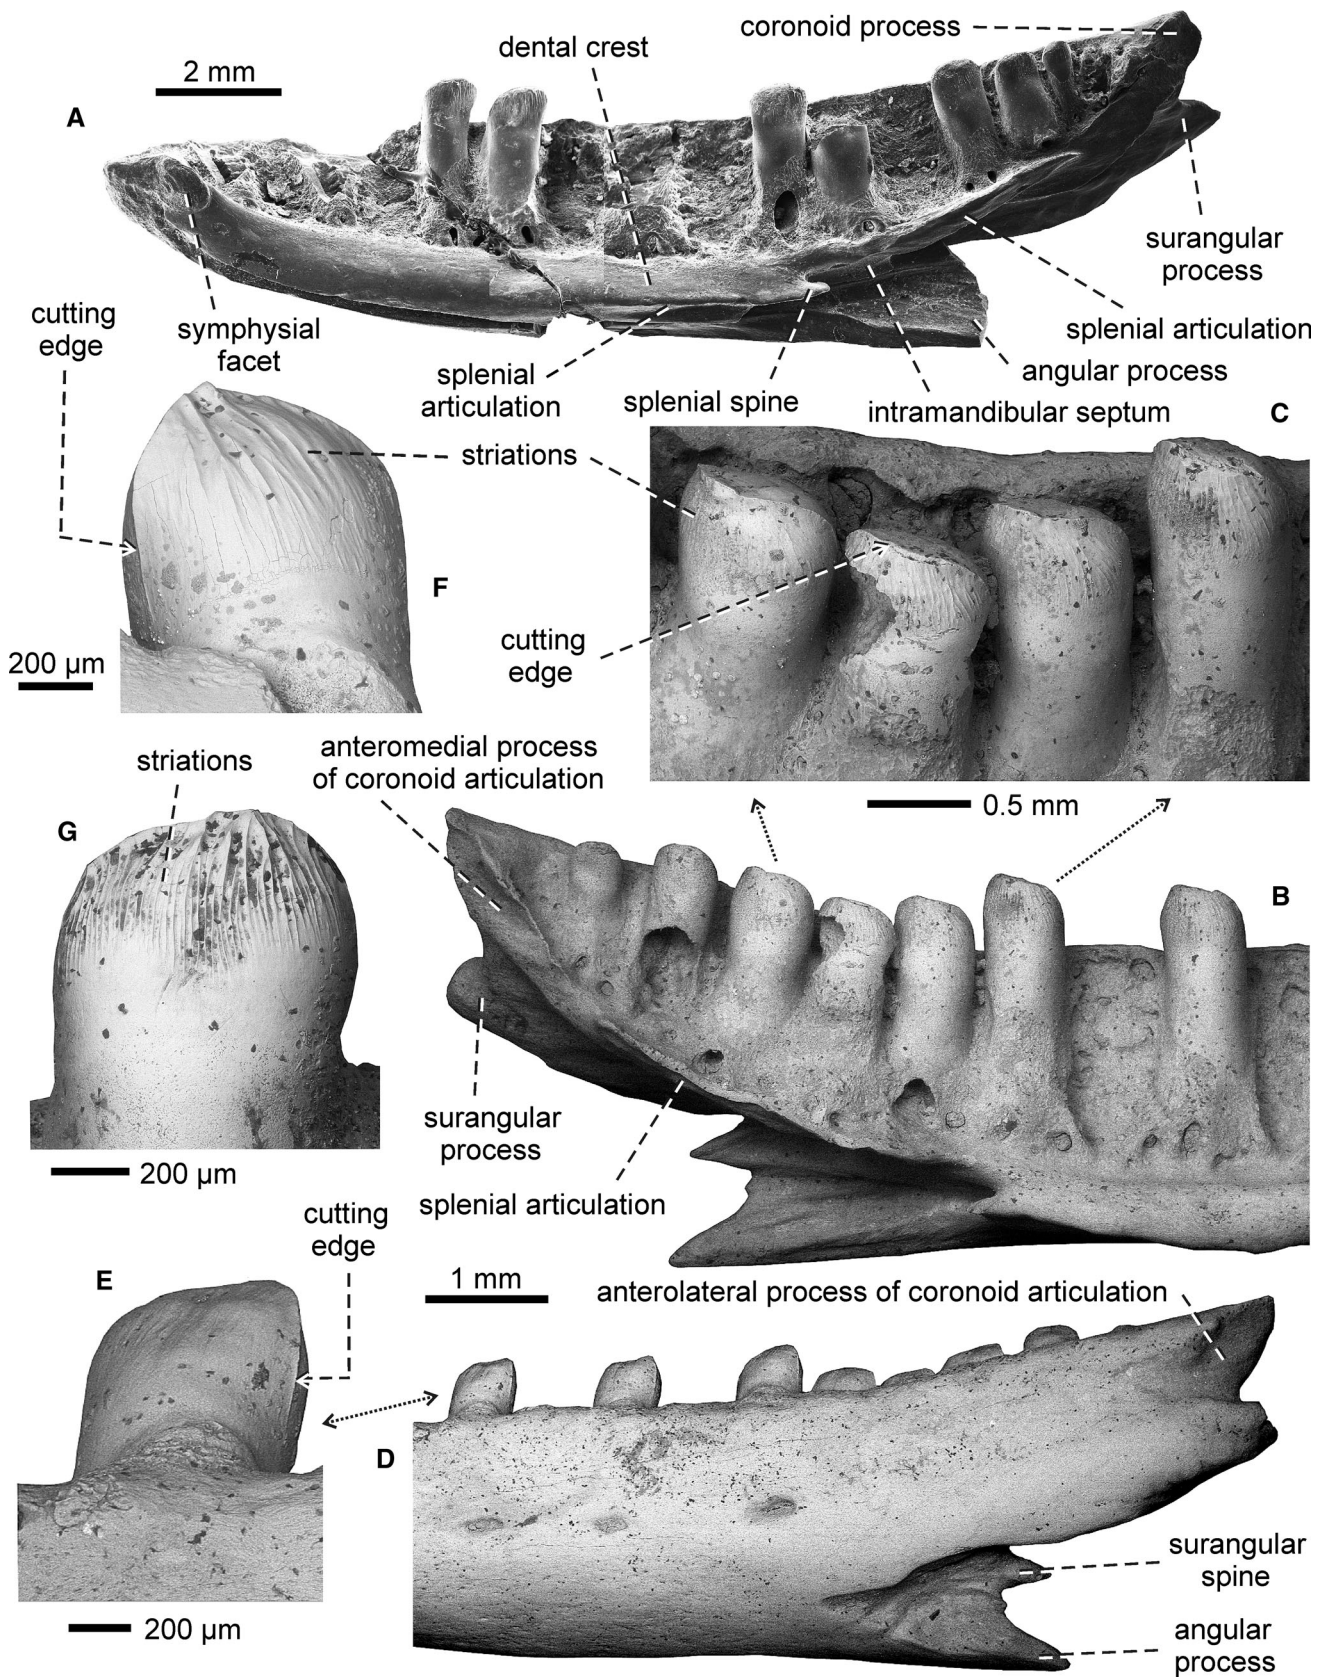 coronoid process
dental crest
2 mm
A
surangular
process
cutting
edge
symphysial
facet
splenial
articulation
splenial spine
splenial articulation
angular process
intramandibular septum
C
striations
F
cutting
edge
200 µm
0.5 mm
striations
anteromedial process
of coronoid articulation
G
B
surangular
process
splenial articulation
200 µm
cutting
edge
E
1 mm
anterolateral process of coronoid articulation
D
surangular
spine
angular
process
200 µm